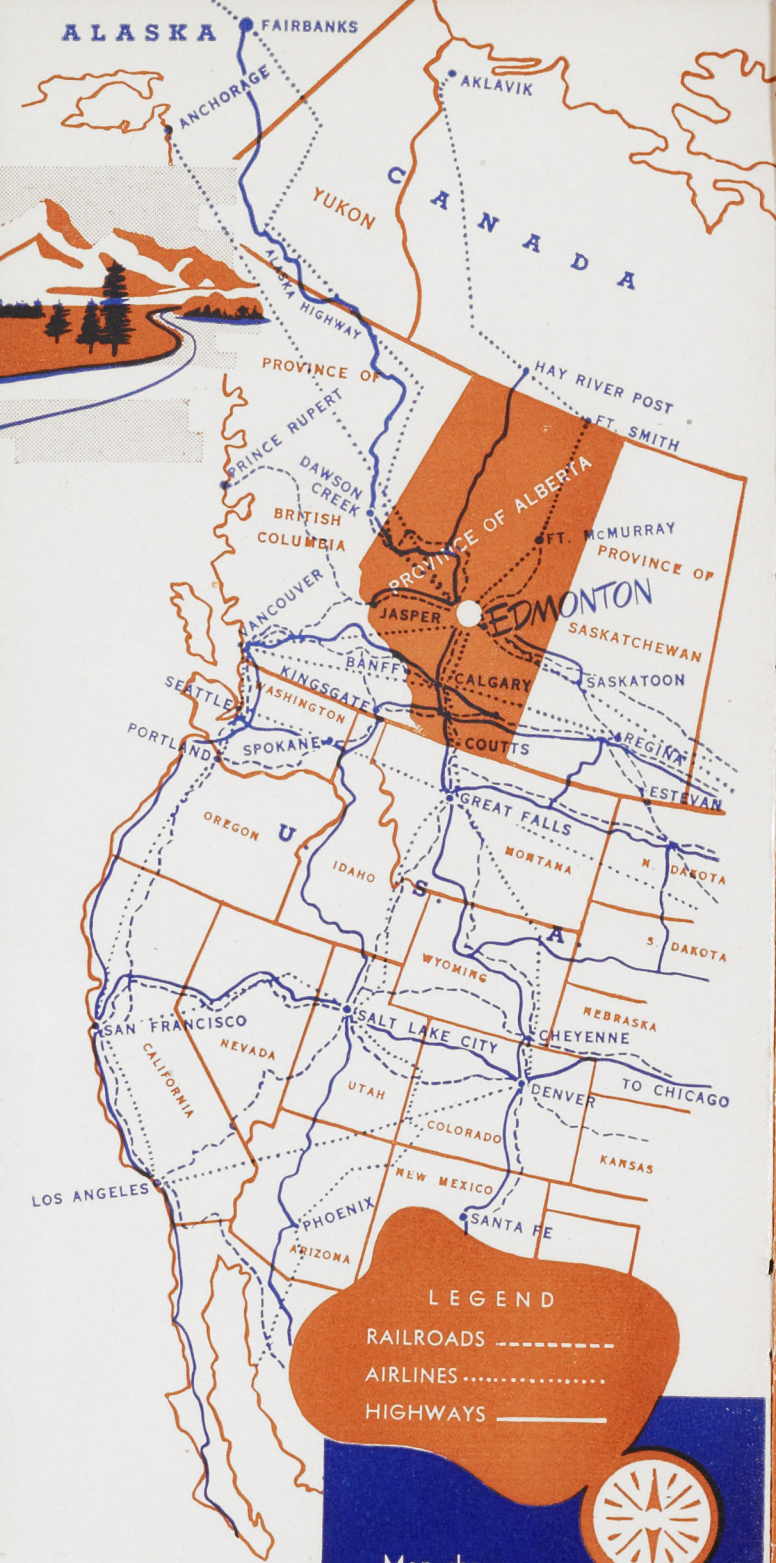 ALASKA
FAIRBANKS
ANCHORAGE
AKLAVIK
YUKON
CANADA
ALASKA HIGHWAY
HAY RIVER POST
FT. SMITH
PROVINCE OF
BRITISH
COLUMBIA
PRINCE RUPERT
DAWSON
CREEK
PROVINCE OF ALBERTA
FT. McMURRAY
PROVINCE OF
SASKATCHEWAN
JASPER
EDMONTON
VANCOUVER
BANFF
CALGARY
SASKATOON
KINGSGATE
SEATTLE
WASHINGTON
PORTLAND
SPOKANE
COUTTS
REGINA
ESTEVAN
GREAT FALLS
OREGON
U.
IDAHO
MONTANA
N. DAKOTA
S.
A.
S. DAKOTA
WYOMING
NEBRASKA
SAN FRANCISCO
SALT LAKE CITY
CHEYENNE
NEVADA
CALIFORNIA
UTAH
DENVER
TO CHICAGO
COLORADO
KANSAS
LOS ANGELES
NEW MEXICO
PHOENIX
SANTA FE
ARIZONA
LEGEND
RAILROADS
AIRLINES
HIGHWAYS